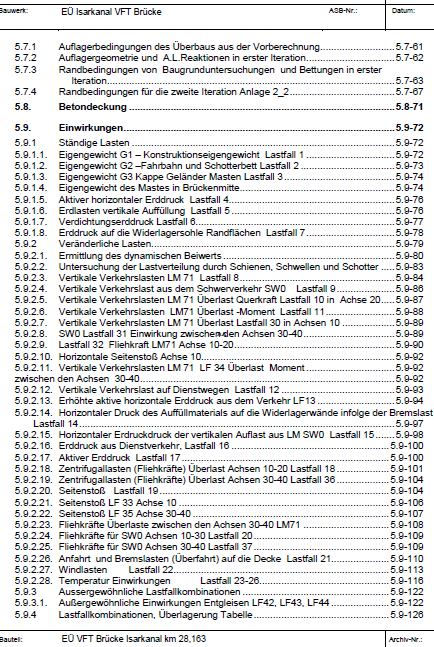 Bauwerk: EÜ Isarkanal VFT Brücke ASB-Nr.: Datum:
5.7.1 Auflagerbedingungen des Überbaus aus der Vorberechnung 5.7-61
5.7.2 Auflagergeometrie und A.L.Reaktionen in erster Iteration 5.7-62
5.7.3 Randbedingungen von Baugrunduntersuchungen und Bettungen in erster
Iteration 5.7-63
5.7.4 Randbedingungen für die zweite Iteration Anlage 2_2 5.7-67
5.8. Betondeckung 5.8-71
5.9. Einwirkungen 5.9-72
5.9.1 Ständige Lasten 5.9-72
5.9.1.1. Eigengewicht G1 – Konstruktionseigengewicht Lastfall 1 5.9-72
5.9.1.2. Eigengewicht G2 –Fahrbahn und Schotterbett Lastfall 2 5.9-73
5.9.1.3. Eigengewicht G3 Kappe Geländer Masten Lastfall 3 5.9-74
5.9.1.4. Eigengewicht des Mastes in Brückenmitte 5.9-74
5.9.1.5. Aktiver horizontaler Erddruck Lastfall 4 5.9-76
5.9.1.6. Erdlasten vertikale Auffüllung Lastfall 5 5.9-76
5.9.1.7. Verdichtungserddruck Lastfall 6 5.9-77
5.9.1.8. Erddruck auf die Widerlagersohle Randflächen Lastfall 7 5.9-78
5.9.2 Veränderliche Lasten 5.9-79
5.9.2.1. Ermittlung des dynamischen Beiwerts 5.9-80
5.9.2.2. Untersuchung der Lastverteilung durch Schienen, Schwellen und Schotter 5.9-83
5.9.2.3. Vertikale Verkehrslasten LM 71 Lastfall 8 5.9-84
5.9.2.4. Vertikale Verkehrslast aus dem Schwerverkehr SW0 Lastfall 9 5.9-86
5.9.2.5. Vertikale Verkehrslasten LM 71 Überlast Querkraft Lastfall 10 in Achse 20 5.9-87
5.9.2.6. Vertikale Verkehrslasten LM71 Überlast -Moment Lastfall 11 5.9-88
5.9.2.7. Vertikale Verkehrslasten LM 71 Überlast Lastfall 30 in Achsen 10 5.9-89
5.9.2.8. SW0 Lastfall 31 Einwirkung zwischen den Achsen 30-40 5.9-89
5.9.2.9. Lastfall 32 Fliehkraft LM71 Achse 10-20 5.9-90
5.9.2.10. Horizontale Seitenstoß Achse 10 5.9-92
5.9.2.11. Vertikale Verkehrslasten LM 71 LF 34 Überlast Moment 5.9-92
zwischen den Achsen 30-40 5.9-92
5.9.2.12. Vertikale Verkehrslast auf Dienstwegen Lastfall 12 5.9-93
5.9.2.13. Erhöhte aktive horizontale Erddruck aus dem Verkehr LF13 5.9-94
5.9.2.14. Horizontaler Druck des Auffüllmaterials auf die Widerlagerwände infolge der Bremslast
Lastfall 14 5.9-97
5.9.2.15. Horizontaler Erdruckdruck der vertikalen Auflast aus LM SW0 Lastfall 15 5.9-98
5.9.2.16. Erddruck aus Dienstverkehr, Lastfall 16 5.9-100
5.9.2.17. Aktiver Erddruck Lastfall 17 5.9-100
5.9.2.18. Zentrifugallasten (Fliehkräfte) Überlast Achsen 10-20 Lastfall 18 5.9-101
5.9.2.19. Zentrifugallasten (Fliehkräfte) Überlast Achsen 30-40 Lastfall 36 5.9-104
5.9.2.20. Seitenstoß Lastfall 19 5.9-104
5.9.2.21. Seitenstoß LF 33 Achse 10 5.9-106
5.9.2.22. Seitenstoß LF 35 Achse 30-40 5.9-107
5.9.2.23. Fliehkräfte Überlaste zwischen den Achsen 30-40 LM71 5.9-108
5.9.2.24. Fliehkräfte für SW0 Achsen 10-30 Lastfall 20 5.9-109
5.9.2.25. Fliehkräfte für SW0 Achsen 30-40 Lastfall 37 5.9-109
5.9.2.26. Anfahrt und Bremslasten (Überfahrt) auf die Decke Lastfall 21 5.9-110
5.9.2.27. Windlasten Lastfall 22 5.9-113
5.9.2.28. Temperatur Einwirkungen Lastfall 23-26 5.9-116
5.9.3 Aussergewöhnliche Lastfallkombinationen 5.9-122
5.9.3.1. Außergewöhnliche Einwirkungen Entgleisen LF42, LF43, LF44 5.9-122
5.9.4 Lastfallkombinationen, Überlagerung Tabelle 5.9-126
Bauteil: EÜ VFT Brücke Isarkanal km 28,163 Archiv-Nr.: